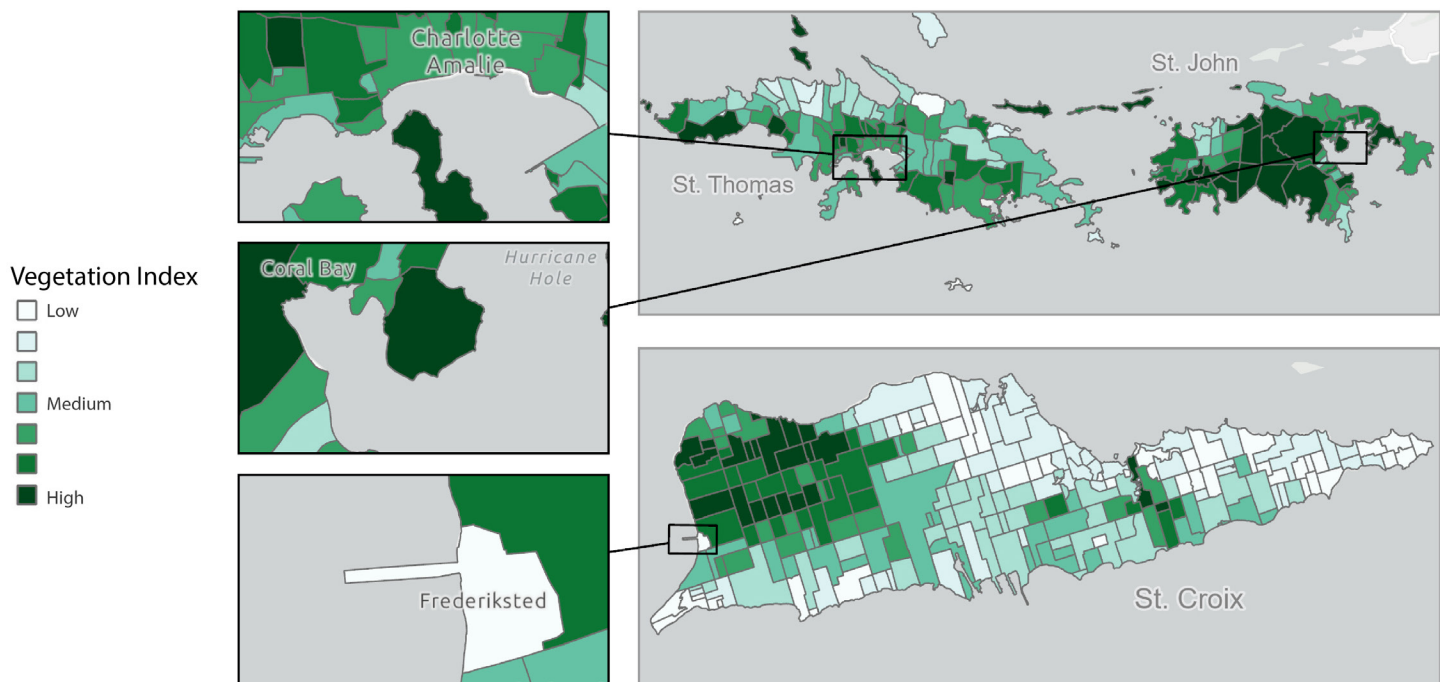 Vegetation Index
Low
Medium
High
Charlotte
Amalie
Coral Bay
Hurricane
Hole
Frederiksted
St. John
St. Thomas
St. Croix